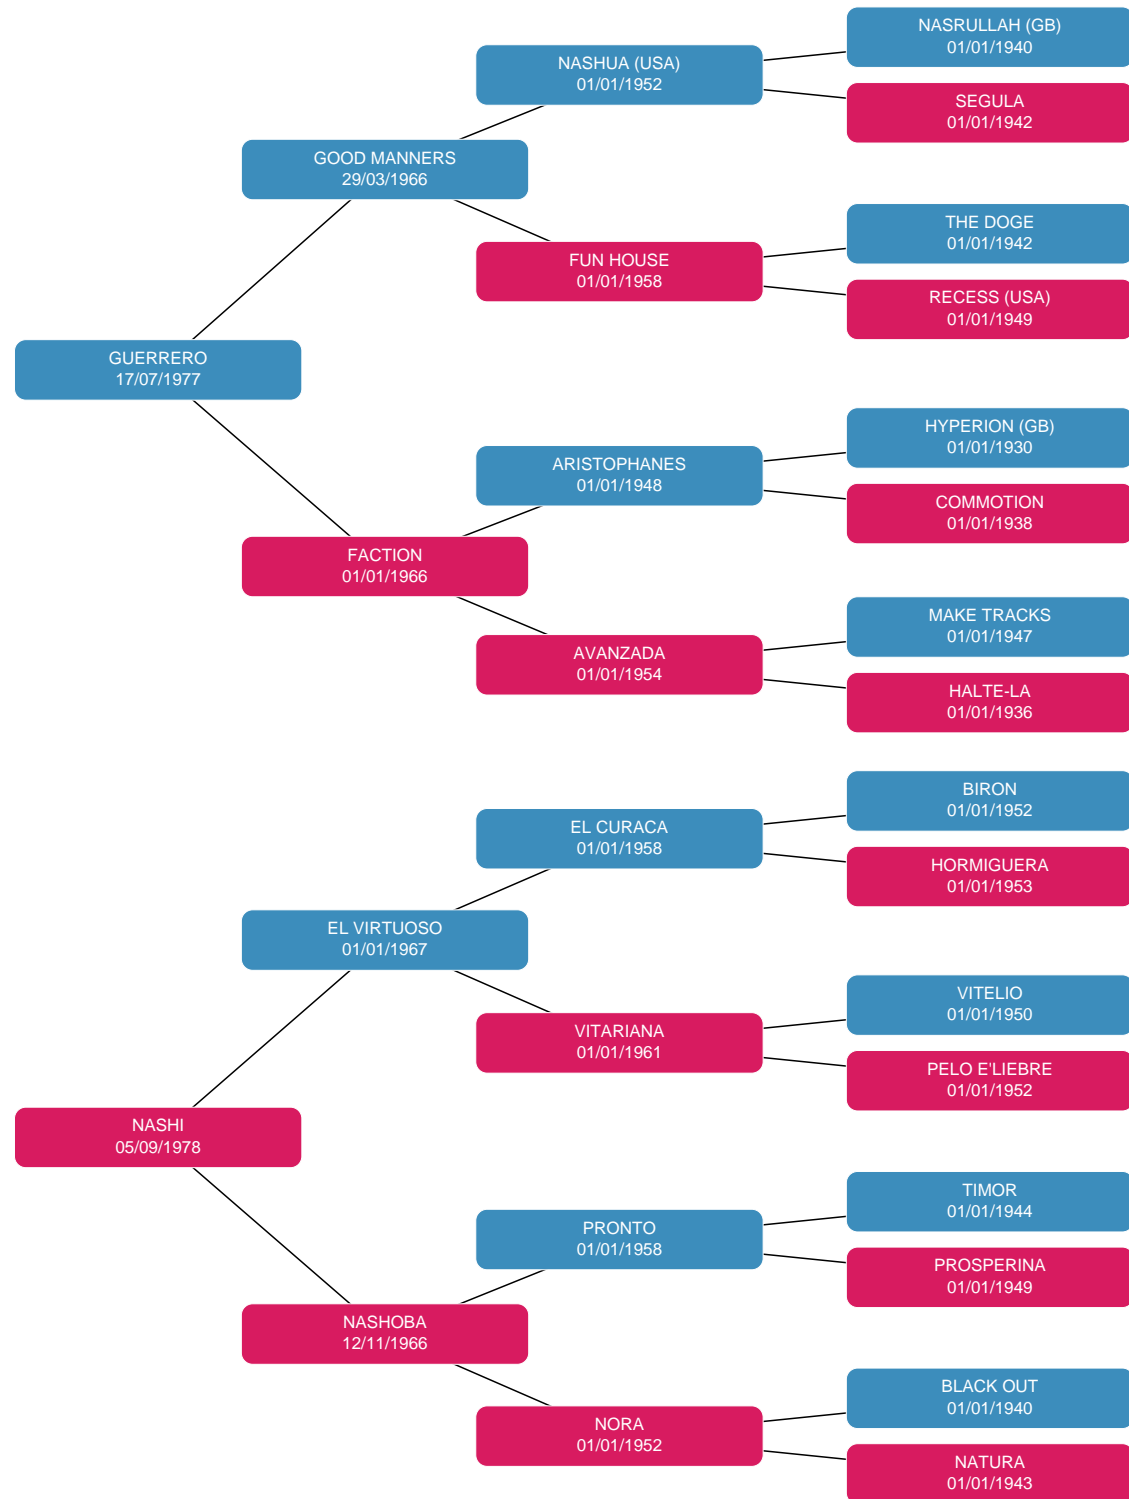 NASRULLAH (GB)
01/01/1940
NASHUA (USA)
01/01/1952
SEGULA
01/01/1942
GOOD MANNERS
29/03/1966
THE DOGE
01/01/1942
FUN HOUSE
01/01/1958
RECESS (USA)
01/01/1949
GUERRERO
17/07/1977
HYPERION (GB)
01/01/1930
ARISTOPHANES
01/01/1948
COMMOTION
01/01/1938
FACTION
01/01/1966
MAKE TRACKS
01/01/1947
AVANZADA
01/01/1954
HALTE-LA
01/01/1936
BIRON
01/01/1952
EL CURACA
01/01/1958
HORMIGUERA
01/01/1953
EL VIRTUOSO
01/01/1967
VITELIO
01/01/1950
VITARIANA
01/01/1961
PELO E'LIEBRE
01/01/1952
NASHI
05/09/1978
TIMOR
01/01/1944
PRONTO
01/01/1958
PROSPERINA
01/01/1949
NASHOBA
12/11/1966
BLACK OUT
01/01/1940
NORA
01/01/1952
NATURA
01/01/1943